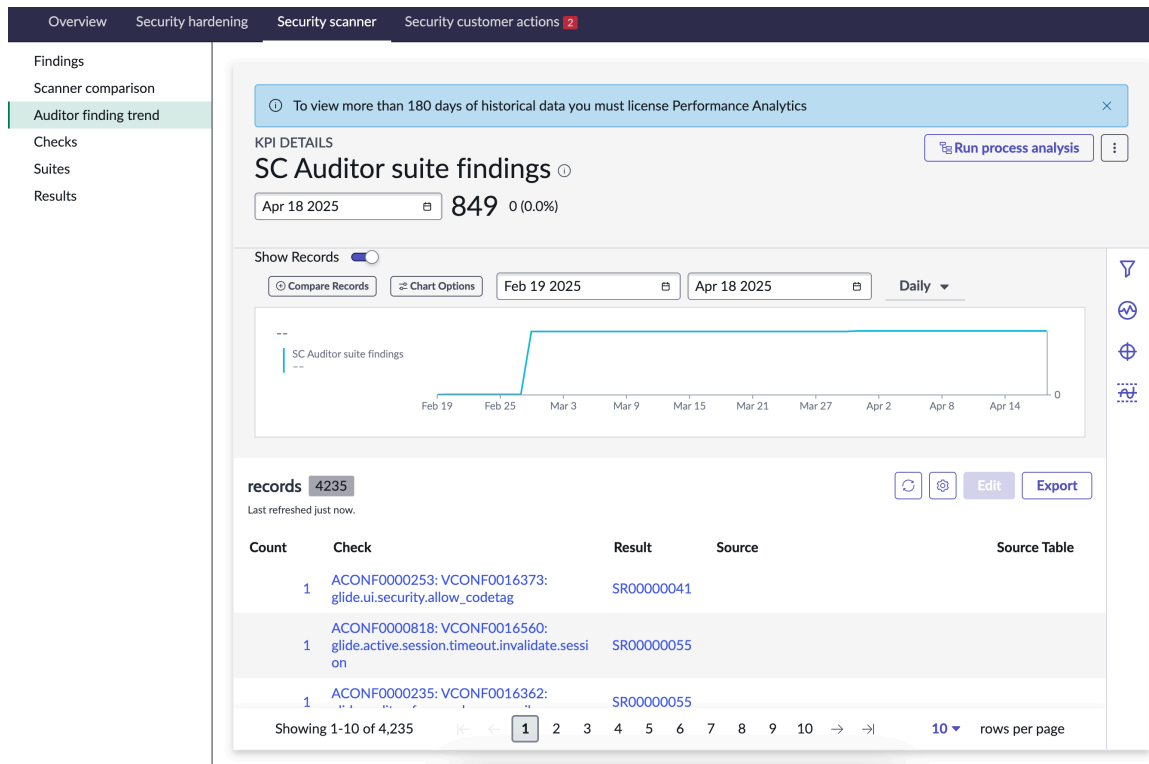 Overview Security hardening Security scanner Security customer actions 2
Findings
Scanner comparison
Auditor finding trend
Checks
Suites
Results
To view more than 180 days of historical data you must license Performance Analytics
KPI DETAILS
SC Auditor suite findings
Run process analysis
Apr 18 2025 849 0 (0.0%)
Show Records
Compare Records Chart Options Feb 19 2025 Apr 18 2025 Daily
--
SC Auditor suite findings
--
0
Feb 19 Feb 25 Mar 3 Mar 9 Mar 15 Mar 21 Mar 27 Apr 2 Apr 8 Apr 14
records 4235
Edit Export
Last refreshed just now.
Count Check Result Source Source Table
1 ACONF0000253: VCONF0016373: SR00000041
glide.ui.security.allow_codetag
1 ACONF0000818: VCONF0016560: SR00000055
glide.active.session.timeout.invalidate.sessi
on
1 ACONF0000235: VCONF0016362: SR00000055
Showing 1-10 of 4,235 1 2 3 4 5 6 7 8 9 10 10 rows per page